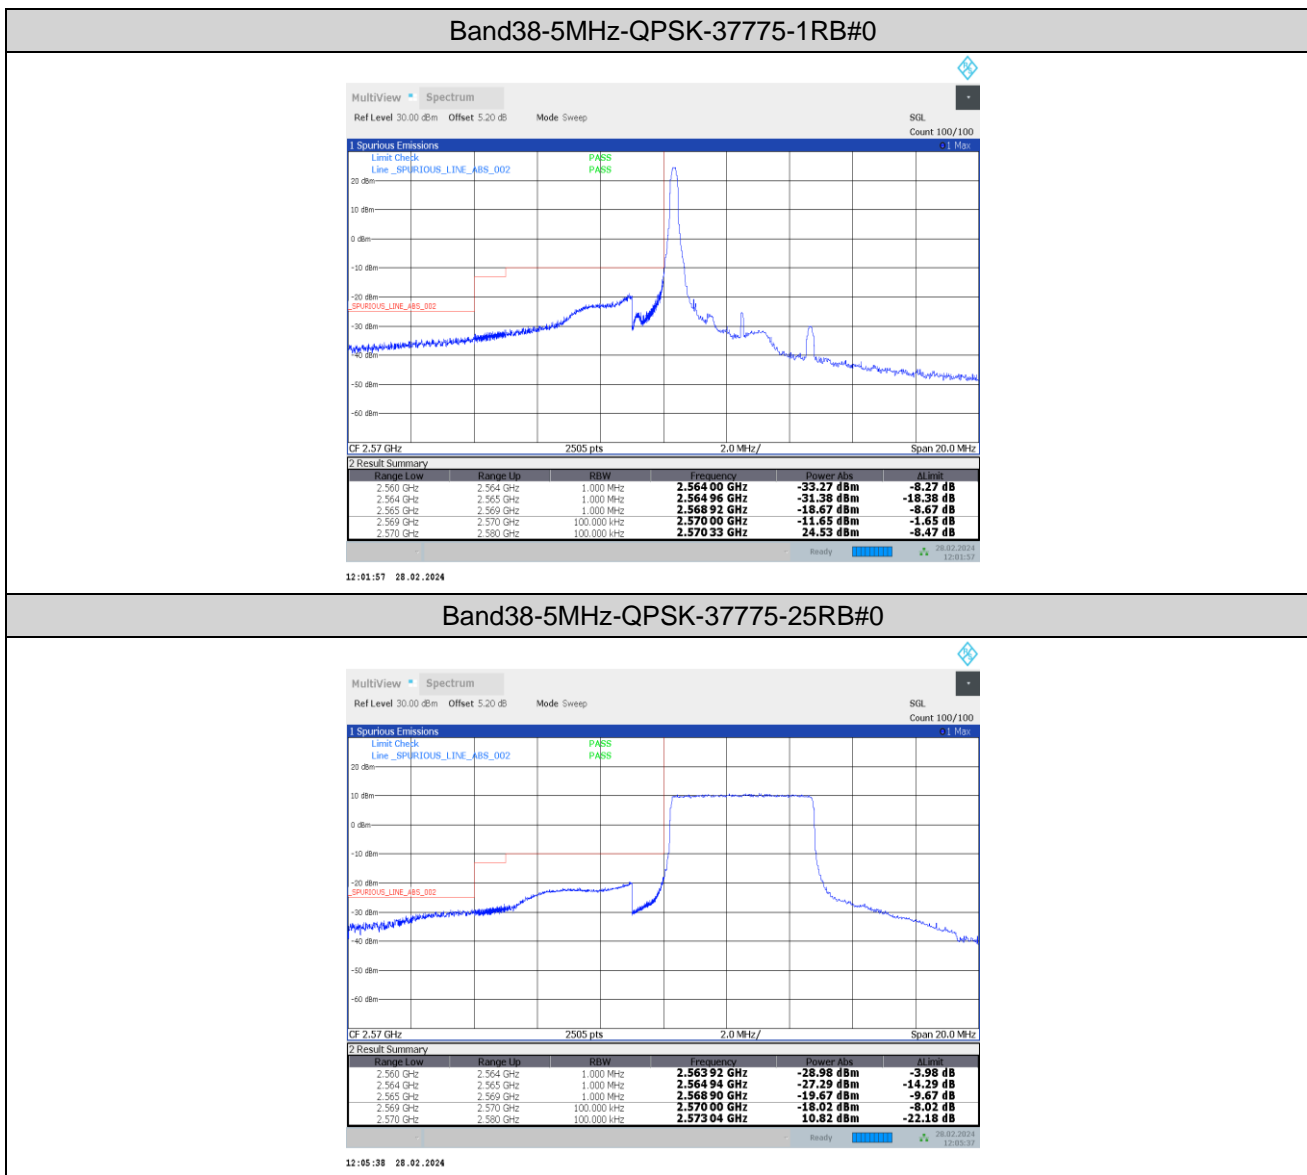 Band38-5MHz-QPSK-37775-1RB#0
MultiView Spectrum
Ref Level 30.00 dBm Offset 5.20 dB Mode Sweep SGL
Count 100/100
1 Spurious Emissions 1 Max
Limit Check PASS
Line _SPURIOUS_LINE_ABS_002 PASS
20 dBm
10 dBm
0 dBm
-10 dBm
-20 dBm
_SPURIOUS_LINE_ABS_002
-30 dBm
-40 dBm
-50 dBm
-60 dBm
CF 2.57 GHz 2505 pts 2.0 MHz/ Span 20.0 MHz
2 Result Summary
Range Low Range Up RBW Frequency Power Abs ΔLimit
2.560 GHz 2.564 GHz 1.000 MHz 2.564 00 GHz -33.27 dBm -8.27 dB
2.564 GHz 2.565 GHz 1.000 MHz 2.564 96 GHz -31.38 dBm -18.38 dB
2.565 GHz 2.569 GHz 1.000 MHz 2.568 92 GHz -18.67 dBm -8.67 dB
2.569 GHz 2.570 GHz 100.000 kHz 2.570 00 GHz -11.65 dBm -1.65 dB
2.570 GHz 2.580 GHz 100.000 kHz 2.570 33 GHz 24.53 dBm -8.47 dB
Ready 28.02.2024
12:01:57
12:01:57 28.02.2024
Band38-5MHz-QPSK-37775-25RB#0
MultiView Spectrum
Ref Level 30.00 dBm Offset 5.20 dB Mode Sweep SGL
Count 100/100
1 Spurious Emissions 1 Max
Limit Check PASS
Line _SPURIOUS_LINE_ABS_002 PASS
20 dBm
10 dBm
0 dBm
-10 dBm
-20 dBm
_SPURIOUS_LINE_ABS_002
-30 dBm
-40 dBm
-50 dBm
-60 dBm
CF 2.57 GHz 2505 pts 2.0 MHz/ Span 20.0 MHz
2 Result Summary
Range Low Range Up RBW Frequency Power Abs ΔLimit
2.560 GHz 2.564 GHz 1.000 MHz 2.563 92 GHz -28.98 dBm -3.98 dB
2.564 GHz 2.565 GHz 1.000 MHz 2.564 94 GHz -27.29 dBm -14.29 dB
2.565 GHz 2.569 GHz 1.000 MHz 2.568 90 GHz -19.67 dBm -9.67 dB
2.569 GHz 2.570 GHz 100.000 kHz 2.570 00 GHz -18.02 dBm -8.02 dB
2.570 GHz 2.580 GHz 100.000 kHz 2.573 04 GHz 10.82 dBm -22.18 dB
Ready 28.02.2024
12:05:37
12:05:38 28.02.2024